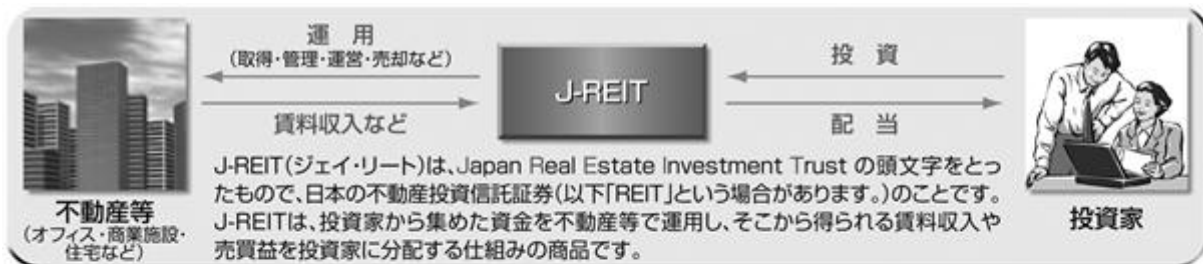 運 用
(取得・管理・運営・売却など)
賃料収入など
J-REIT
投 資
配 当
不動産等
(オフィス・商業施設・
住宅など)
J-REIT(ジェイ・リート)は、Japan Real Estate Investment Trust の頭文字をとっ
たもので、日本の不動産投資信託証券(以下「REIT」という場合があります。)のことです。
J-REITは、投資家から集めた資金を不動産等で運用し、そこから得られる賃料収入や
売買益を投資家に分配する仕組みの商品です。
投資家